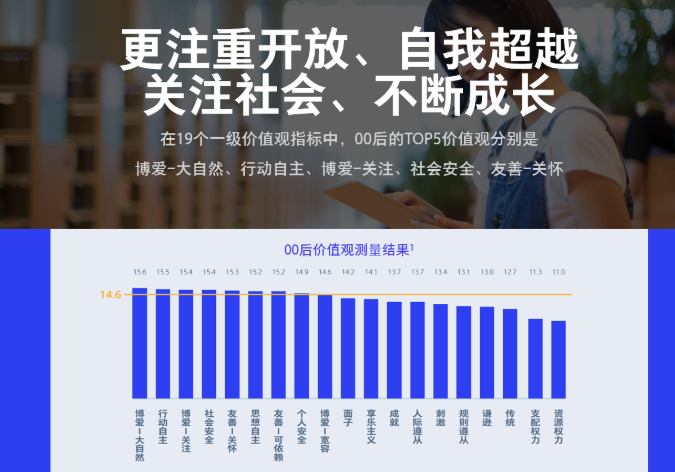 更注重开放、自我超越
关注社会、不断成长
在19个一级价值观指标中，00后的TOP5价值观分别是
博爱-大自然、行动自主、博爱-关注、社会安全、友善-关怀
00后价值观测量结果1
15.6 15.5 15.4 15.4 15.3 15.2 15.2 14.9 14.6 14.2 14.1 13.7 13.7 13.4 13.1 13.0 12.7 11.3 11.0
14.6
博爱-大自然
行动自主
博爱-关注
社会安全
友善-关怀
思想自主
友善-可依赖
个人安全
博爱-宽容
面子
享乐主义
成就
人际遵从
刺激
规则遵从
谦逊
传统
支配权力
资源权力